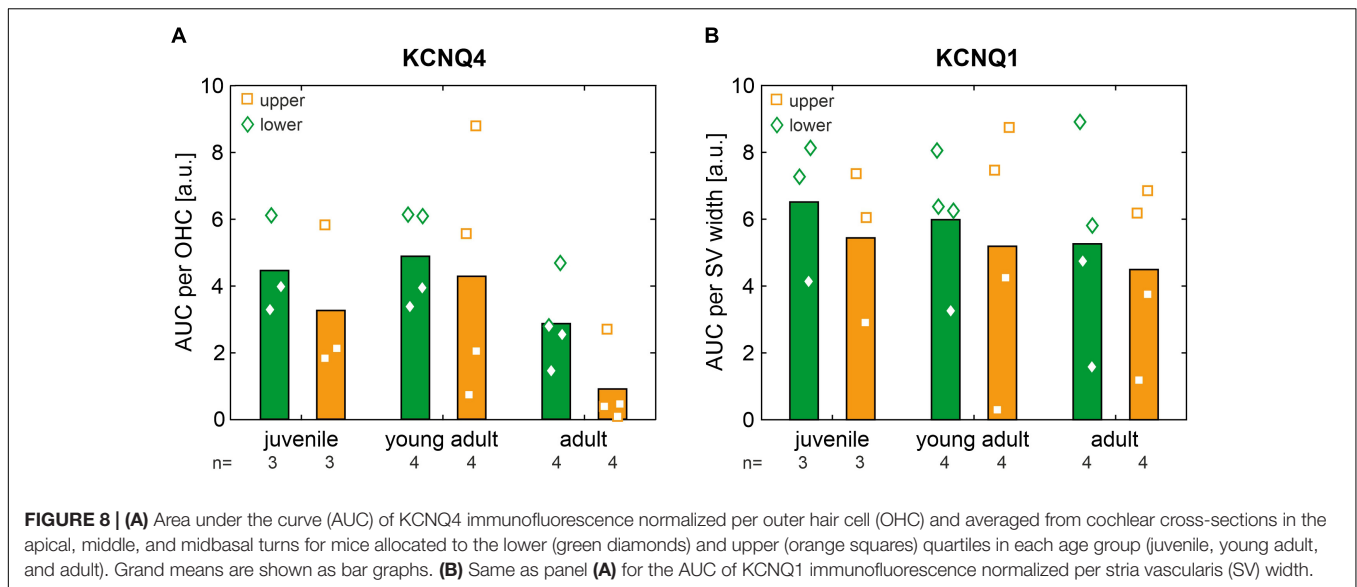 A
KCNQ4
10
8
6
4
2
0
AUC per OHC [a.u.]
upper
lower
juvenile young adult adult
n= 3 3 4 4 4 4
B
KCNQ1
10
8
6
4
2
0
AUC per SV width [a.u.]
upper
lower
juvenile young adult adult
n= 3 3 4 4 4 4
FIGURE 8 | (A) Area under the curve (AUC) of KCNQ4 immunofluorescence normalized per outer hair cell (OHC) and averaged from cochlear cross-sections in the
apical, middle, and midbasal turns for mice allocated to the lower (green diamonds) and upper (orange squares) quartiles in each age group (juvenile, young adult,
and adult). Grand means are shown as bar graphs. (B) Same as panel (A) for the AUC of KCNQ1 immunofluorescence normalized per stria vascularis (SV) width.